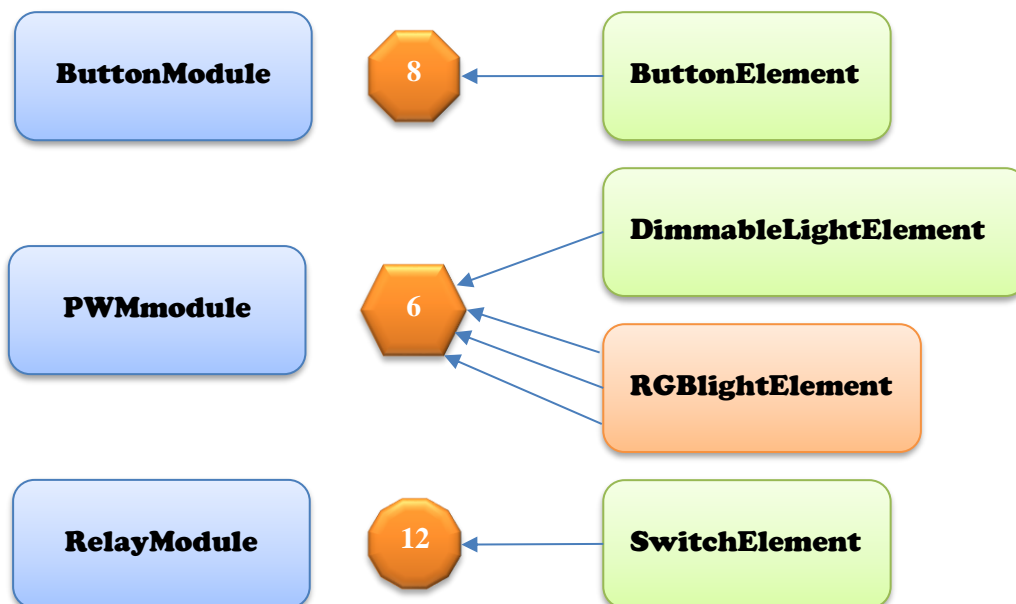 ButtonModule
8
ButtonElement
DimmableLightElement
PWMmodule
6
RGBlightElement
RelayModule
12
SwitchElement